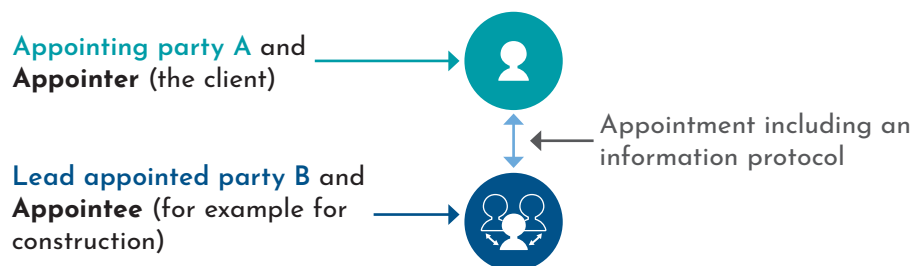 Appointing party A and
Appointer (the client)
Appointment including an
information protocol
Lead appointed party B and
Appointee (for example for
construction)